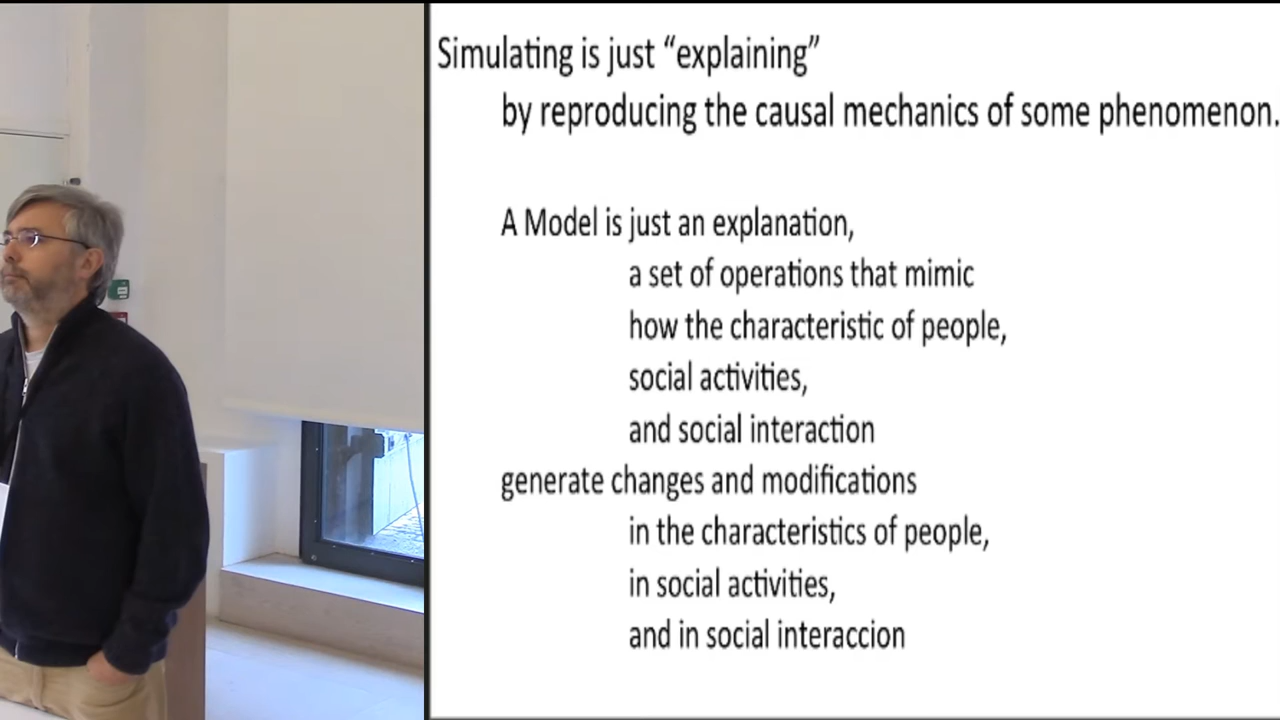 Simulating is just “explaining”
by reproducing the causal mechanics of some phenomenon.
A Model is just an explanation,
a set of operations that mimic
how the characteristic of people,
social activities,
and social interaction
generate changes and modifications
in the characteristics of people,
in social activities,
and in social interaccion